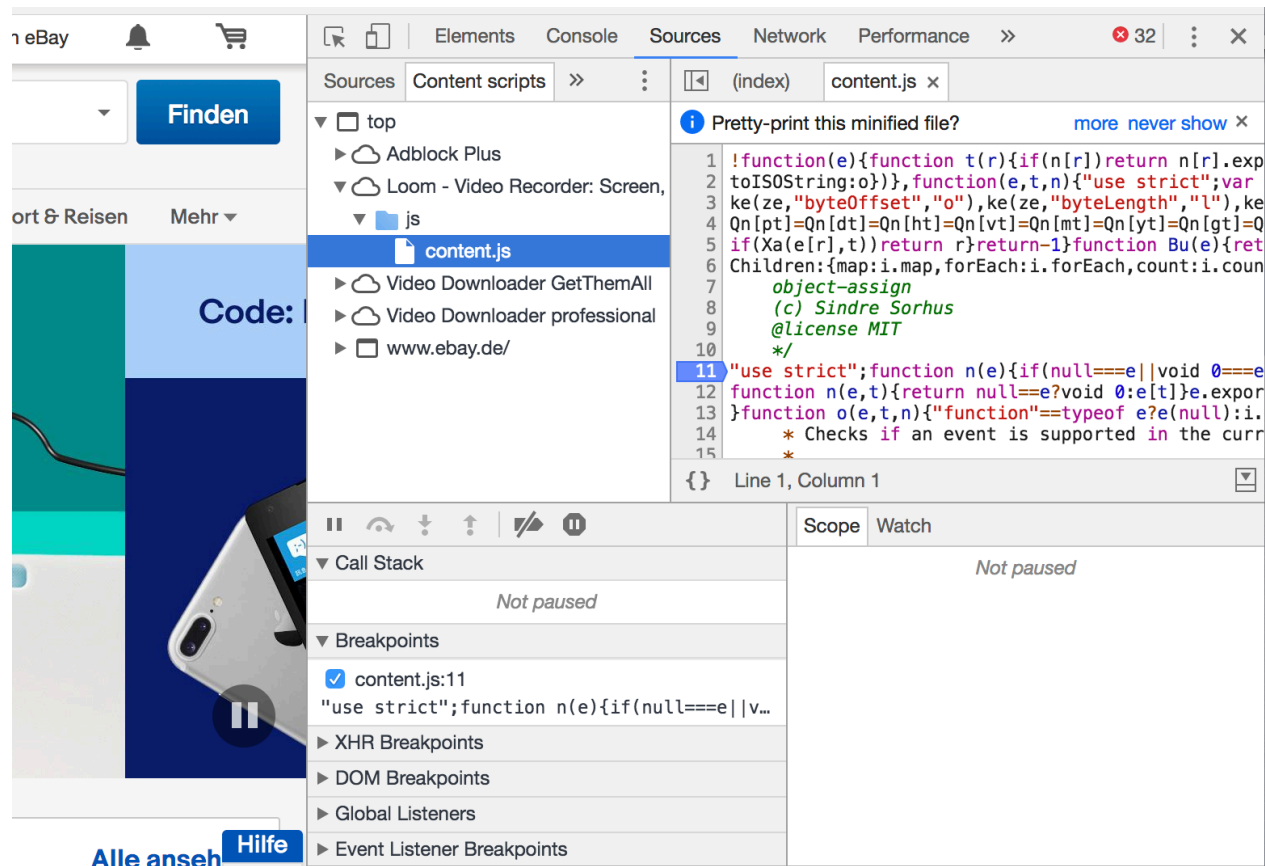 n eBay
Finden
ort & Reisen Mehr
Code:
Alle anseh
Hilfe
Elements Console Sources Network Performance » 32
Sources Content scripts »
top
Adblock Plus
Loom - Video Recorder: Screen,
js
content.js
Video Downloader GetThemAll
Video Downloader professional
www.ebay.de/
(index) content.js ×
Pretty-print this minified file? more never show ×
1 !function(e){function t(r){if(n[r])return n[r].exp
2 toISOString:o})},function(e,t,n){"use strict";var
3 ke(ze,"byteOffset","o"),ke(ze,"byteLength","l"),ke
4 Qn[pt]=Qn[dt]=Qn[ht]=Qn[vt]=Qn[mt]=Qn[yt]=Qn[gt]=Q
5 if(Xa(e[r],t))return r}return-1}function Bu(e){ret
6 Children:{map:i.map,forEach:i.forEach,count:i.coun
7 object-assign
8 (c) Sindre Sorhus
9 @license MIT
10 */
11 "use strict";function n(e){if(null===e||void 0===e
12 function n(e,t){return null==e?void 0:e[t]}e.expor
13 }function o(e,t,n){"function"==typeof e?e(null):i.
14 * Checks if an event is supported in the curr
15 *
{} Line 1, Column 1
Call Stack
Not paused
Breakpoints
content.js:11
"use strict";function n(e){if(null===e||v…
XHR Breakpoints
DOM Breakpoints
Global Listeners
Event Listener Breakpoints
Scope Watch
Not paused